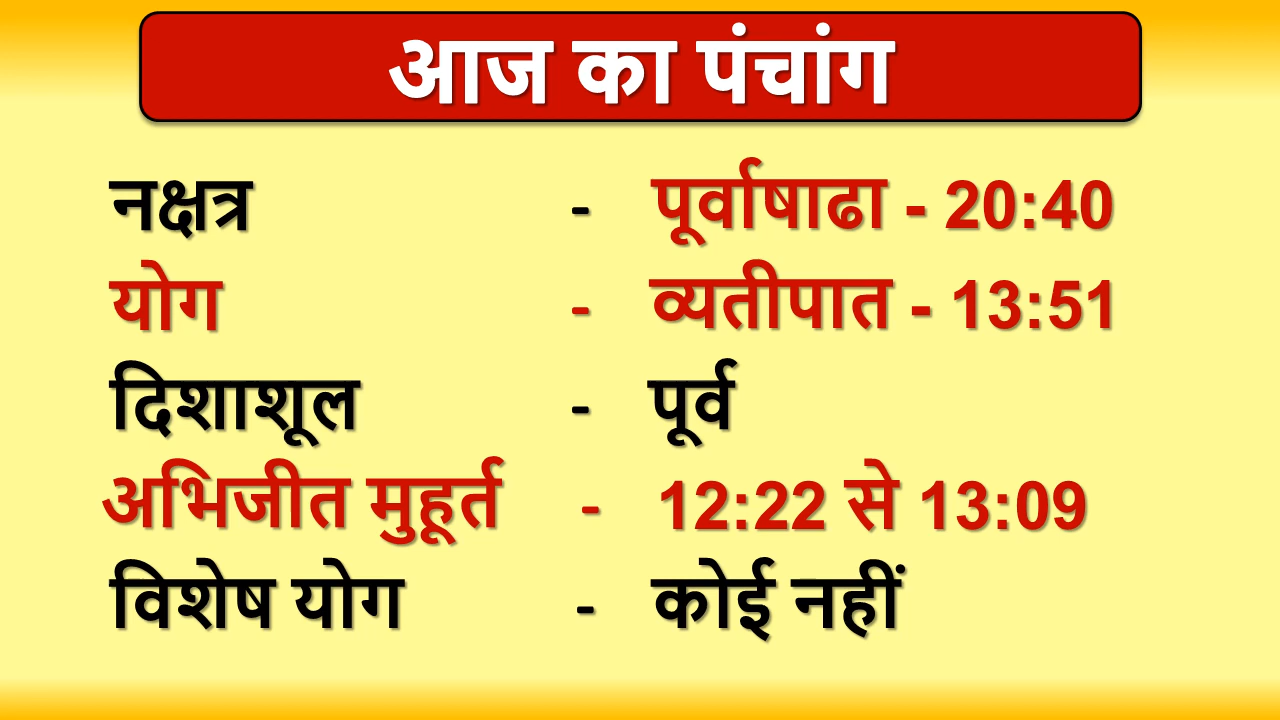 आज का पंचांग
नक्षत्र - पूर्वाषाढा - 20:40
योग - व्यतीपात - 13:51
दिशाशूल - पूर्व
अभिजीत मुहूर्त - 12:22 से 13:09
विशेष योग - कोई नहीं